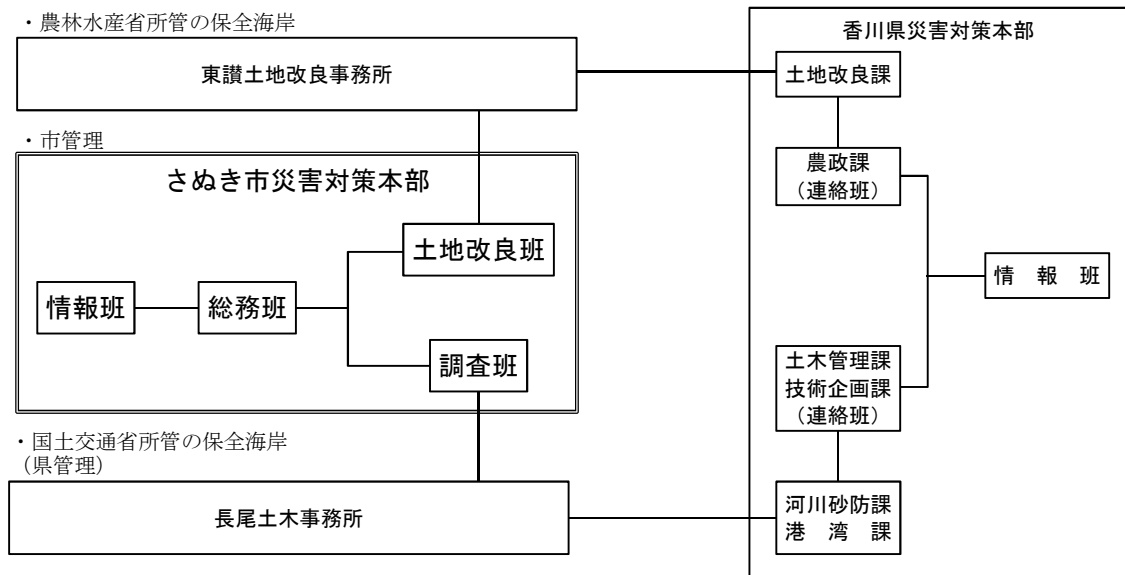 ・農林水産省所管の保全海岸
東讃土地改良事務所
・市管理
さぬき市災害対策本部
土地改良班
情報班
総務班
調査班
・国土交通省所管の保全海岸
（県管理）
長尾土木事務所
香川県災害対策本部
土地改良課
農政課
（連絡班）
情　報　班
土木管理課
技術企画課
（連絡班）
河川砂防課
港　湾　課